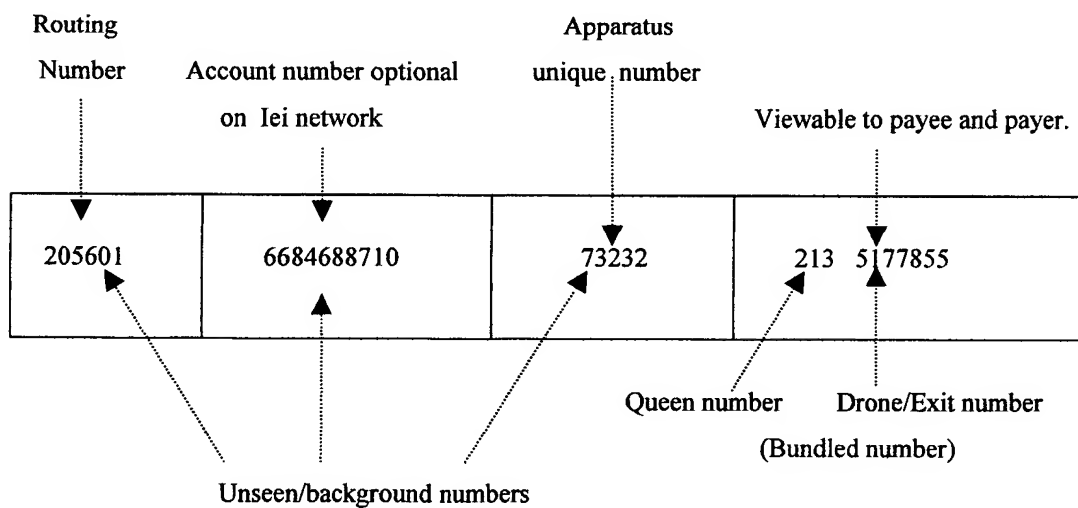 Routing
Number
Account number optional
on Iei network
Apparatus
unique number
Viewable to payee and payer.
205601
6684688710
73232
213 5177855
Queen number
Drone/Exit number
(Bundled number)
Unseen/background numbers